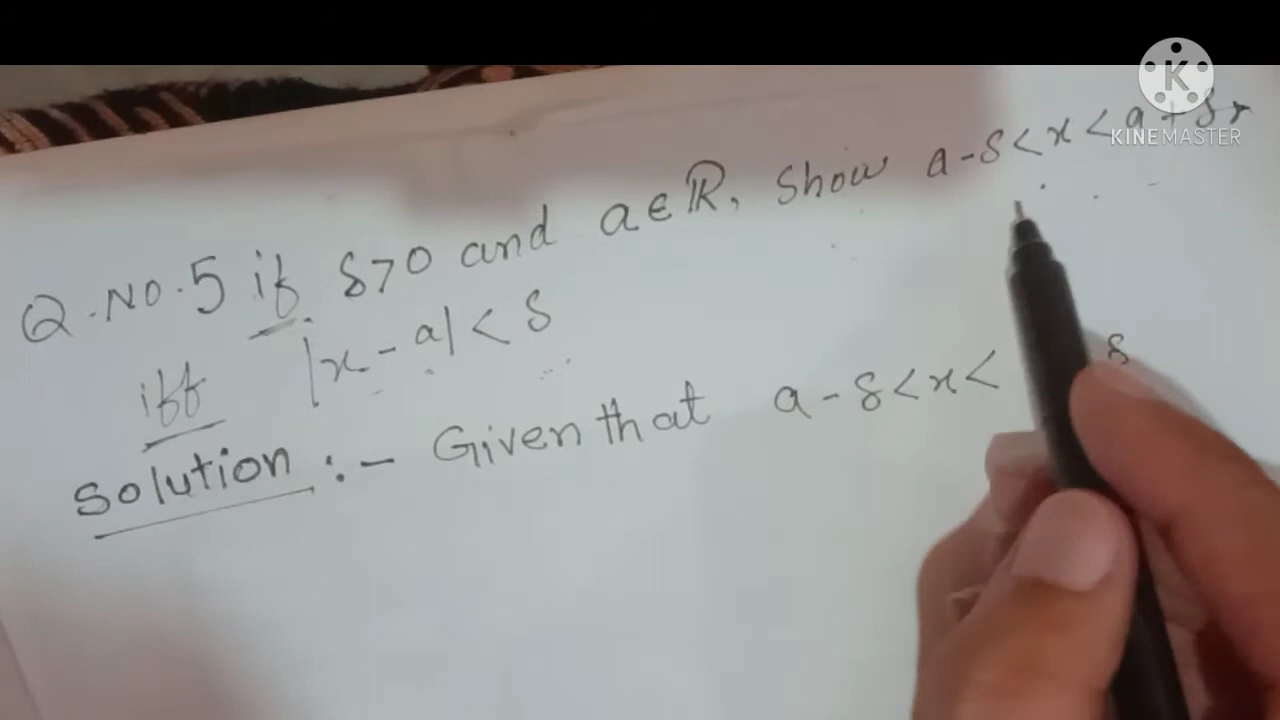 K
KINEMASTER
Q.NO.5 if δ>0 and a∈ℝ, Show a-δ<x<a+δ,
iff |x-a|<δ
Solution :- Given that a-δ<x< δ